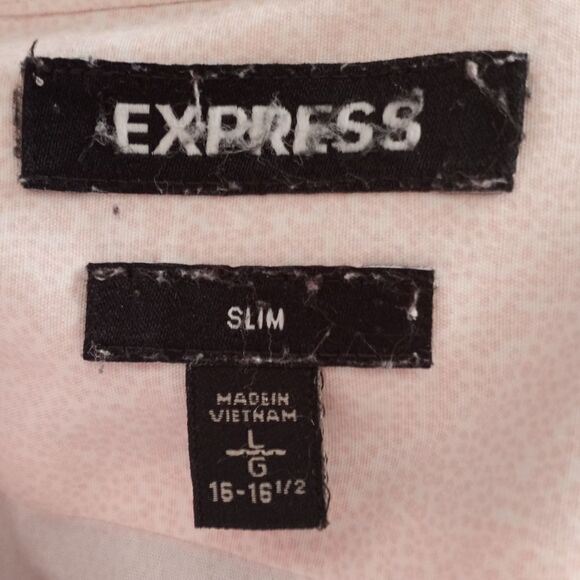 EXPRESS
SLIM
MADE IN
VIETNAM
L
G
16-16 1/2